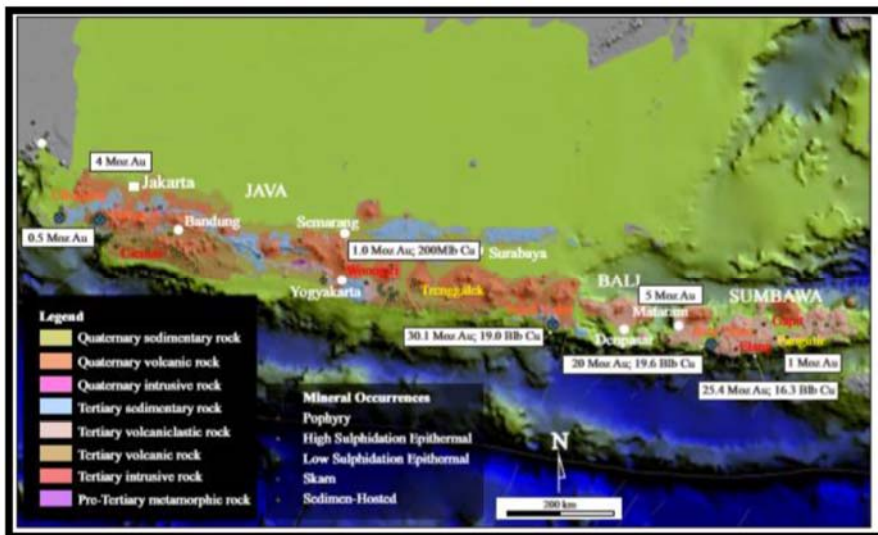 4 Moz Au
Jakarta
JAVA
Bandung
Semarang
0.5 Moz Au
1.0 Moz Au; 200Mlb Cu
Surabaya
Wonogiri
Yogyakarta
Trenggalek
BALI
5 Moz Au
Mataram
SUMBAWA
30.1 Moz Au; 19.0 Blb Cu
Denpasar
Elang
20 Moz Au; 19.6 Blb Cu
1 Moz Au
25.4 Moz Au; 16.3 Blb Cu
Legend
Quaternary sedimentary rock
Quaternary volcanic rock
Quaternary intrusive rock
Tertiary sedimentary rock
Tertiary volcaniclastic rock
Tertiary volcanic rock
Tertiary intrusive rock
Pre-Tertiary metamorphic rock
Mineral Occurrences
Pophyry
High Sulphidation Epithermal
Low Sulphidation Epithermal
Skarn
Sedimen-Hosted
N
200 km